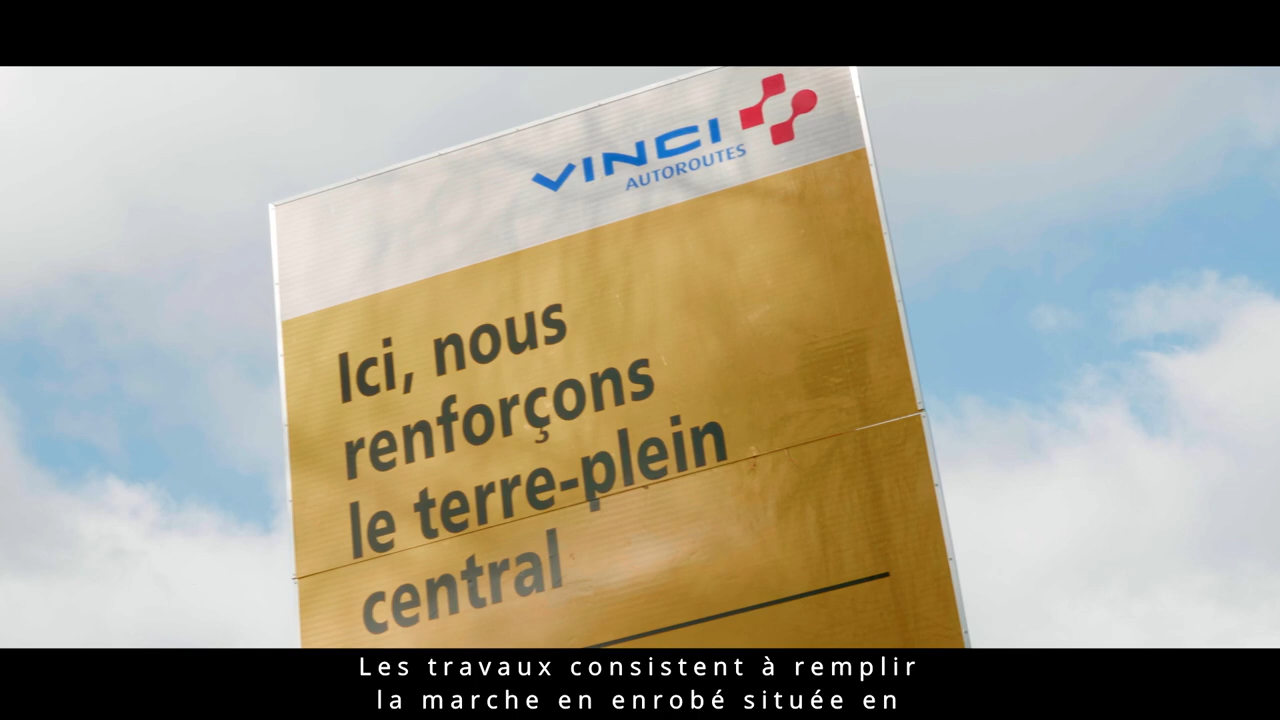 VINCI
AUTOROUTES
Ici, nous
renforçons
le terre-plein
central
Les travaux consistent à remplir
la marche en enrobé située en